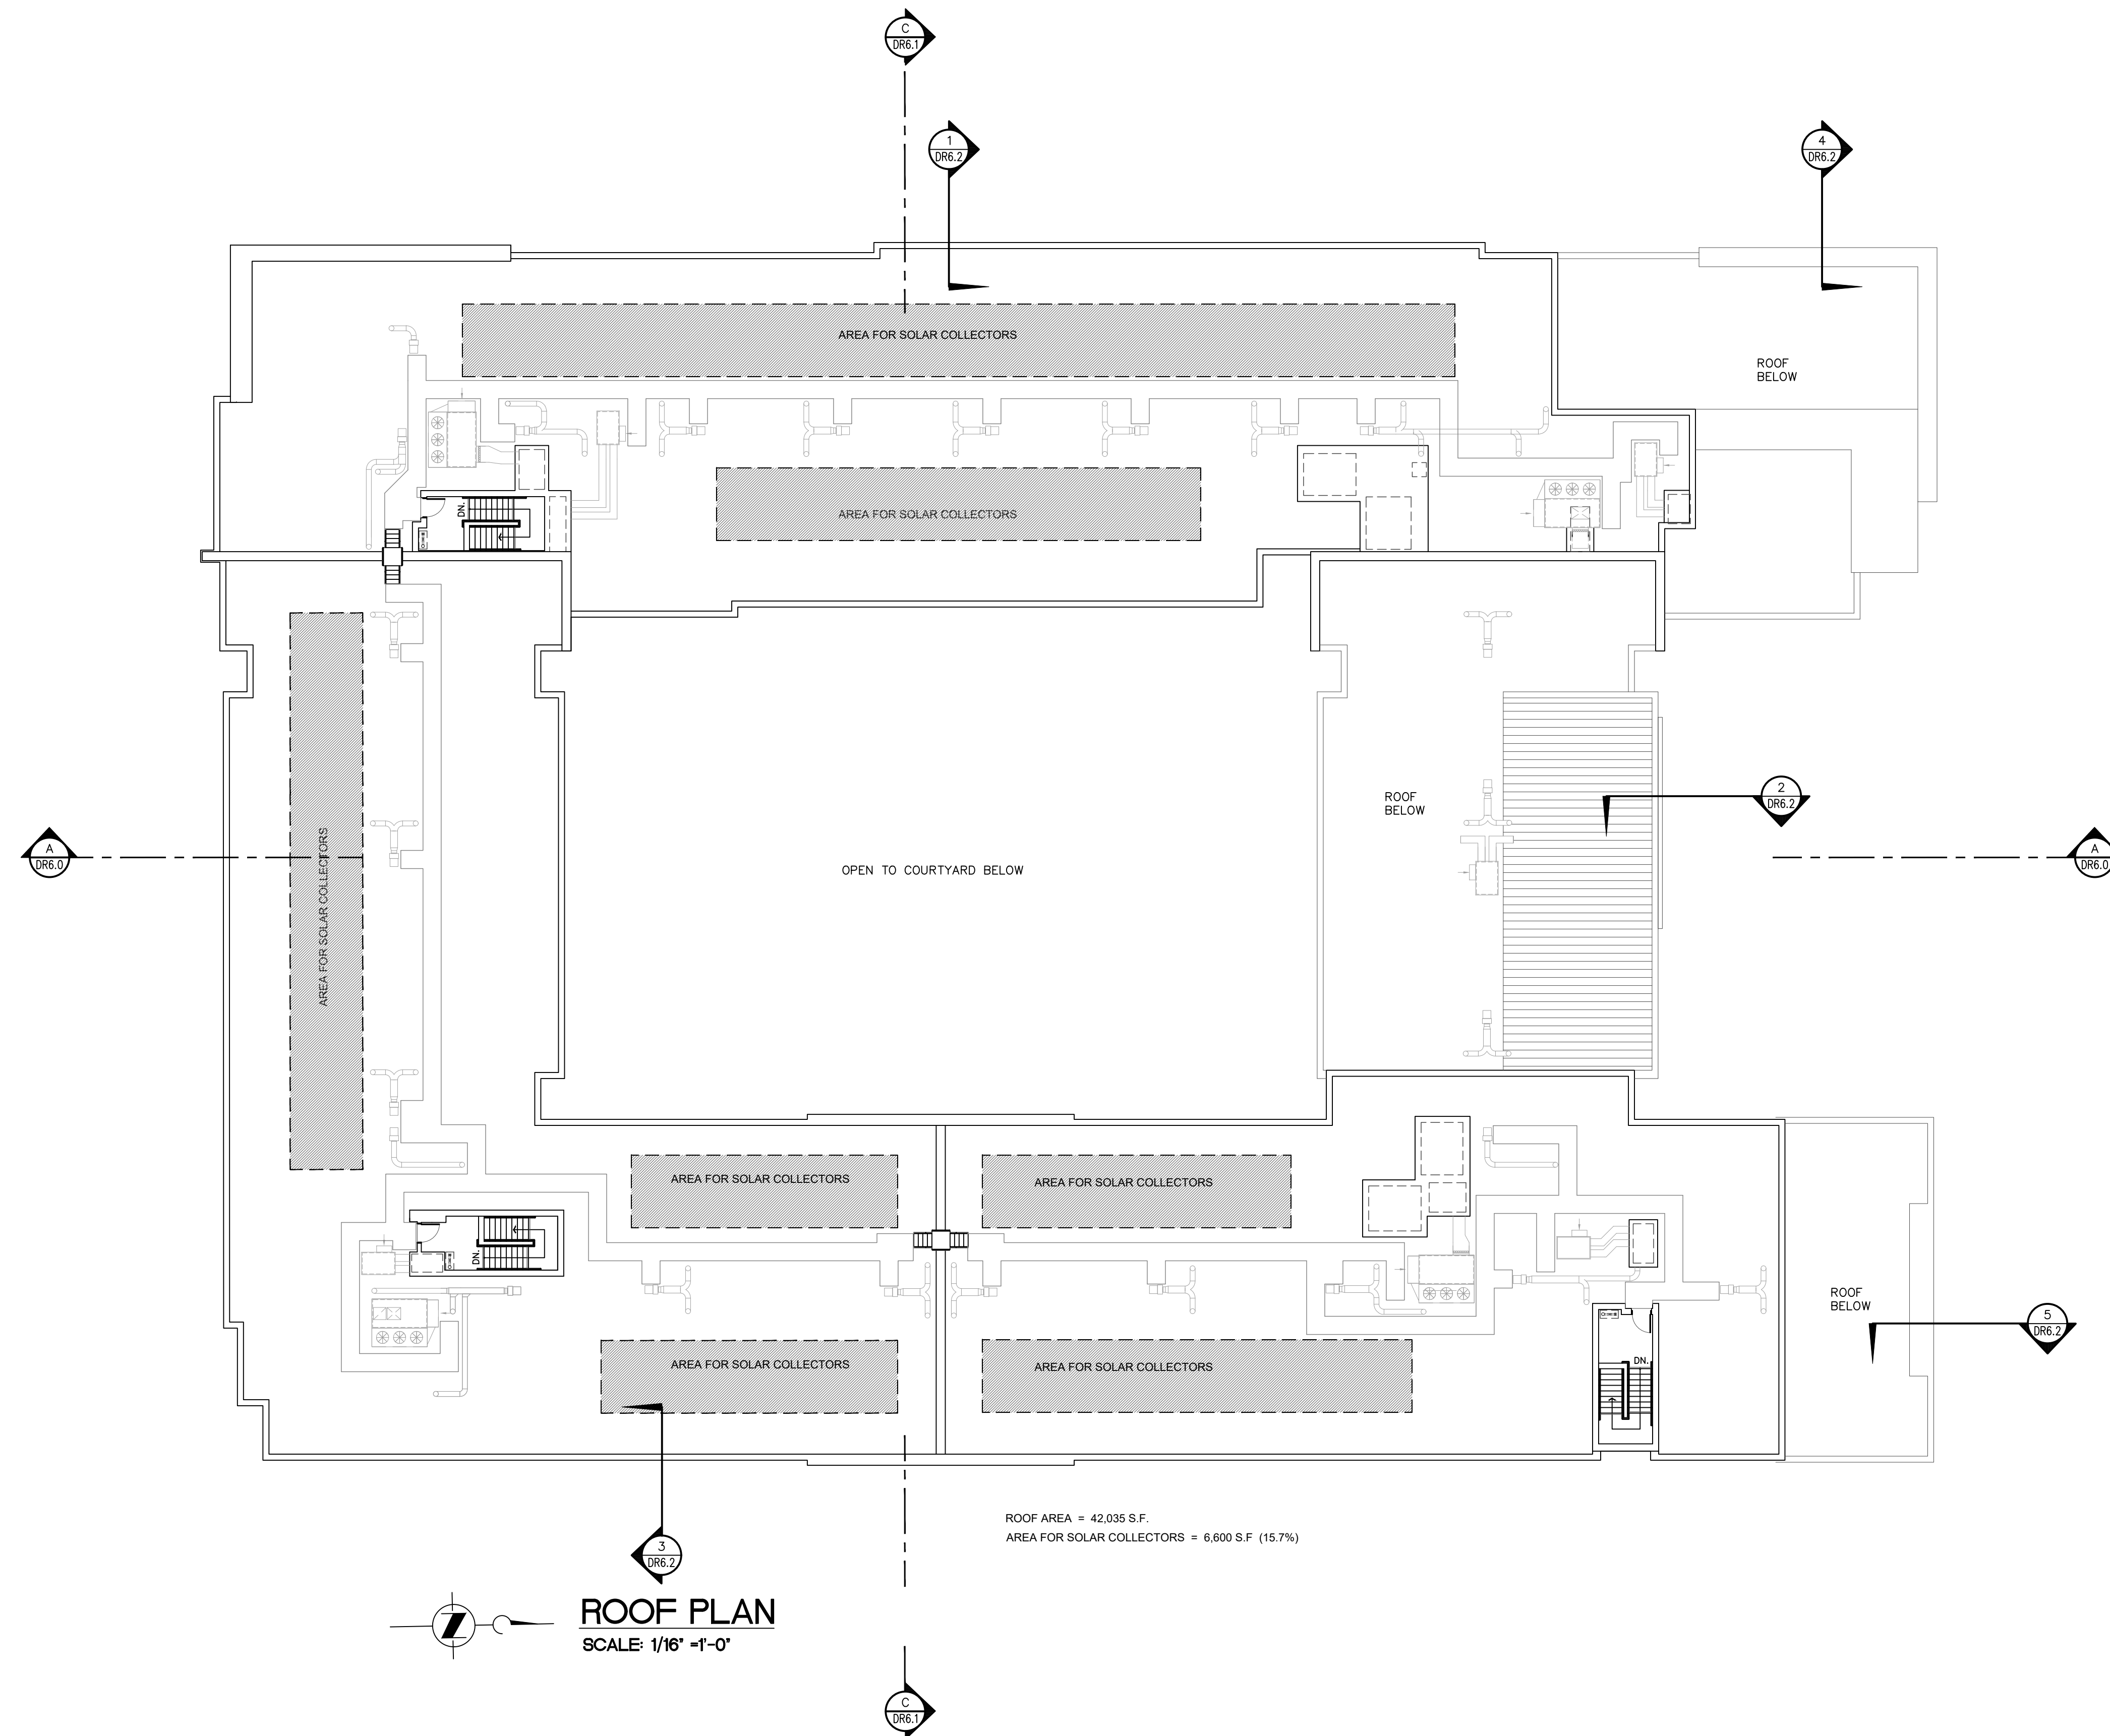 C
DR6.1
1
DR6.2
4
DR6.2
AREA FOR SOLAR COLLECTORS
ROOF
BELOW
DN.
AREA FOR SOLAR COLLECTORS
2
DR6.2
ROOF
BELOW
A
DR6.0
AREA FOR SOLAR COLLECTORS
OPEN TO COURTYARD BELOW
A
DR6.0
AREA FOR SOLAR COLLECTORS
AREA FOR SOLAR COLLECTORS
DN.
ROOF
BELOW
5
DR6.2
AREA FOR SOLAR COLLECTORS
AREA FOR SOLAR COLLECTORS
DN.
ROOF AREA = 42,035 S.F.
AREA FOR SOLAR COLLECTORS = 6,600 S.F (15.7%)
3
DR6.2
ROOF PLAN
SCALE: 1/16" =1'-0"
C
DR6.1